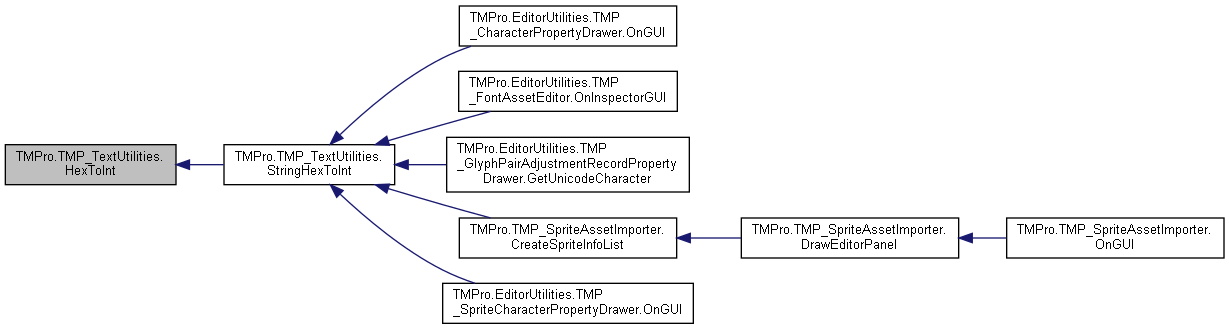 TMPro.EditorUtilities.TMP
_CharacterPropertyDrawer.OnGUI
TMPro.EditorUtilities.TMP
_FontAssetEditor.OnInspectorGUI
TMPro.TMP_TextUtilities.
HexToInt
TMPro.TMP_TextUtilities.
StringHexToInt
TMPro.EditorUtilities.TMP
_GlyphPairAdjustmentRecordProperty
Drawer.GetUnicodeCharacter
TMPro.TMP_SpriteAssetImporter.
CreateSpriteInfoList
TMPro.TMP_SpriteAssetImporter.
DrawEditorPanel
TMPro.TMP_SpriteAssetImporter.
OnGUI
TMPro.EditorUtilities.TMP
_SpriteCharacterPropertyDrawer.OnGUI